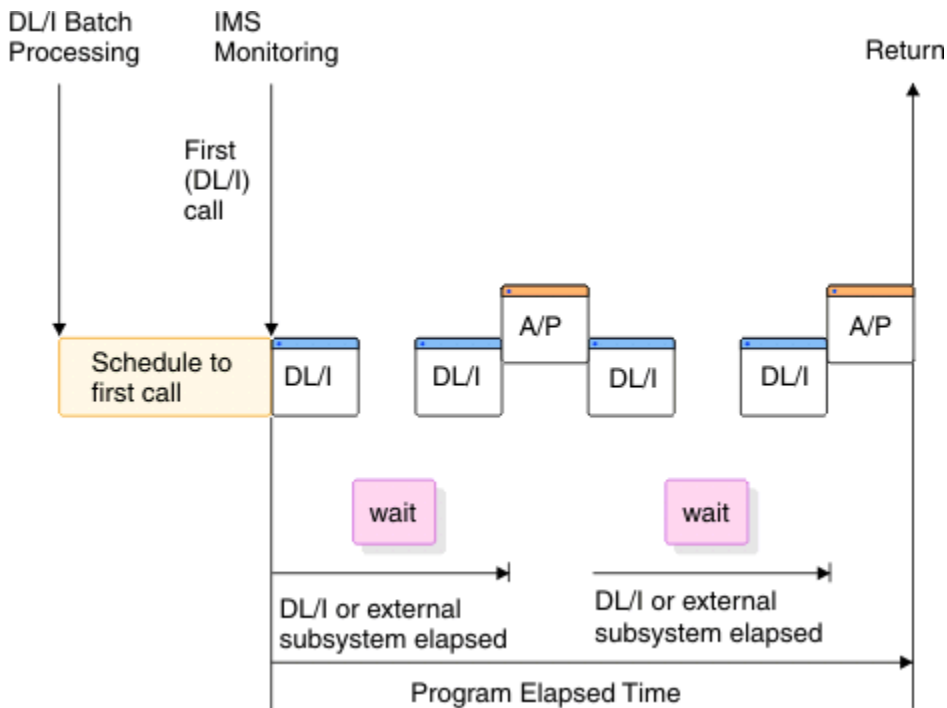 DL/I Batch
Processing
IMS
Monitoring
Return
First
(DL/I)
call
Schedule to
first call
DL/I
DL/I
A/P
DL/I
DL/I
A/P
wait
wait
DL/I or external
subsystem elapsed
DL/I or external
subsystem elapsed
Program Elapsed Time